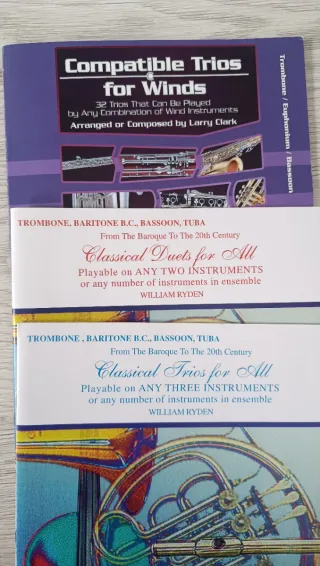 Compatible Trios
for Winds
32 Trios That Can Be Played
by Any Combination of Wind Instruments
Arranged or Composed by Larry Clark
Trombone / Euphonium / Bassoon
TROMBONE, BARITONE B.C., BASSOON, TUBA
From The Baroque To The 20th Century
Classical Duets for All
Playable on ANY TWO INSTRUMENTS
or any number of instruments in ensemble
WILLIAM RYDEN
TROMBONE , BARITONE B.C., BASSOON, TUBA
From The Baroque To The 20th Century
Classical Trios for All
Playable on ANY THREE INSTRUMENTS
or any number of instruments in ensemble
WILLIAM RYDEN